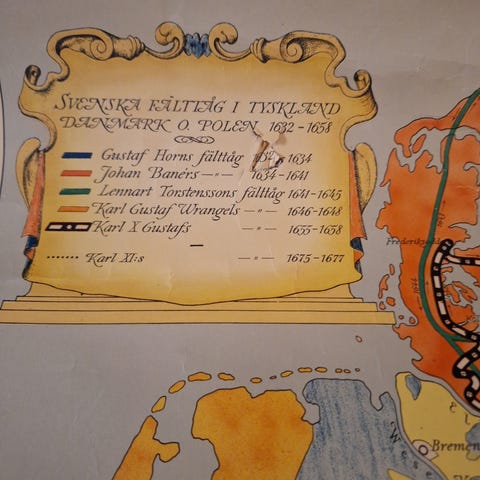 SVENSKA FÄLTTÅG I TYSKLAND
DANMARK O. POLEN 1632-1658
Gustaf Horns fälttåg 1634
Johan Banérs —〃— 1634-1641
Lennart Torstenssons fälttåg 1641-1645
Karl Gustaf Wrangels —〃— 1646-1648
Karl X Gustafs —〃— 1655-1658
Karl XI:s —〃— 1675-1677
Bremen